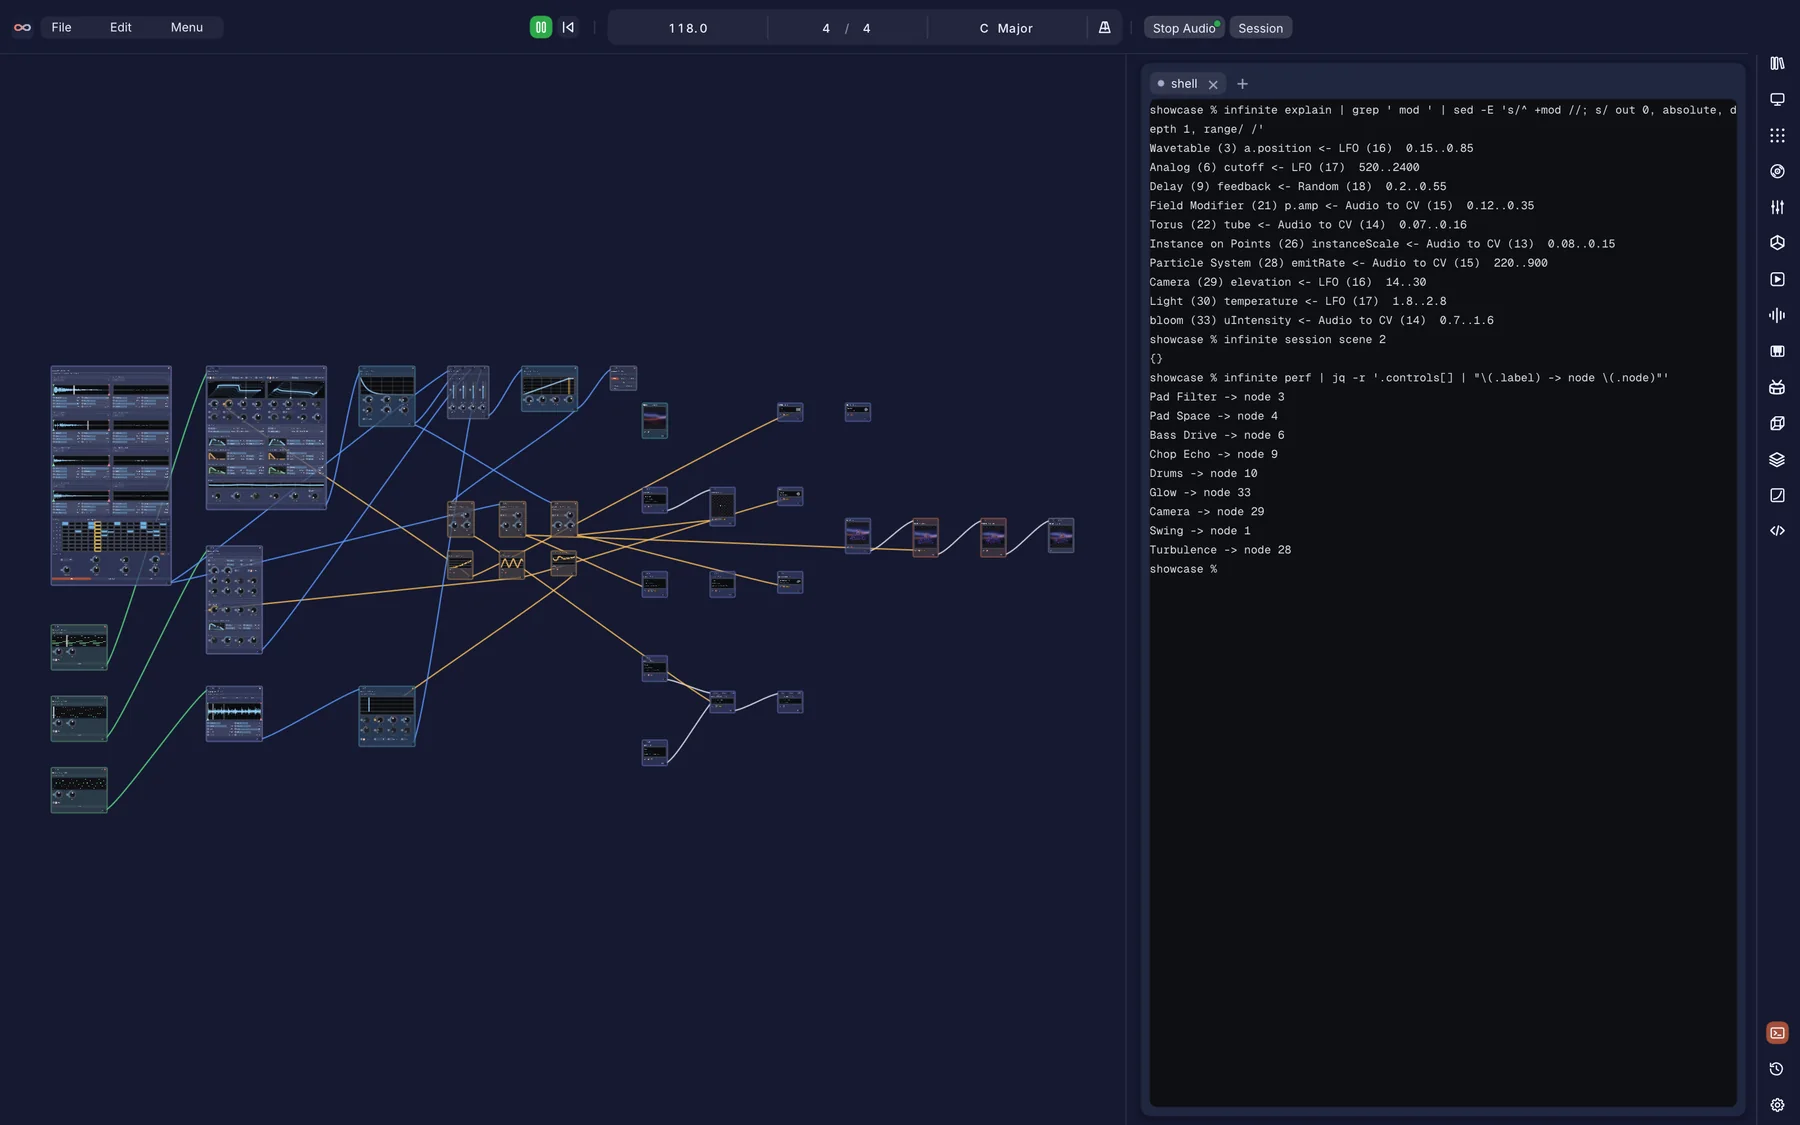 File
Edit
Menu
118.0
4 / 4
C Major
Stop Audio
Session
shell
showcase % infinite explain | grep ' mod ' | sed -E 's/^ +mod //; s/ out 0, absolute, d
epth 1, range/ /'
Wavetable (3) a.position <- LFO (16)  0.15..0.85
Analog (6) cutoff <- LFO (17)  520..2400
Delay (9) feedback <- Random (18)  0.2..0.55
Field Modifier (21) p.amp <- Audio to CV (15)  0.12..0.35
Torus (22) tube <- Audio to CV (14)  0.07..0.16
Instance on Points (26) instanceScale <- Audio to CV (13)  0.08..0.15
Particle System (28) emitRate <- Audio to CV (15)  220..900
Camera (29) elevation <- LFO (16)  14..30
Light (30) temperature <- LFO (17)  1.8..2.8
bloom (33) uIntensity <- Audio to CV (14)  0.7..1.6
showcase % infinite session scene 2
{}
showcase % infinite perf | jq -r '.controls[] | "\(.label) -> node \(.node)"'
Pad Filter -> node 3
Pad Space -> node 4
Bass Drive -> node 6
Chop Echo -> node 9
Drums -> node 10
Glow -> node 33
Camera -> node 29
Swing -> node 1
Turbulence -> node 28
showcase %